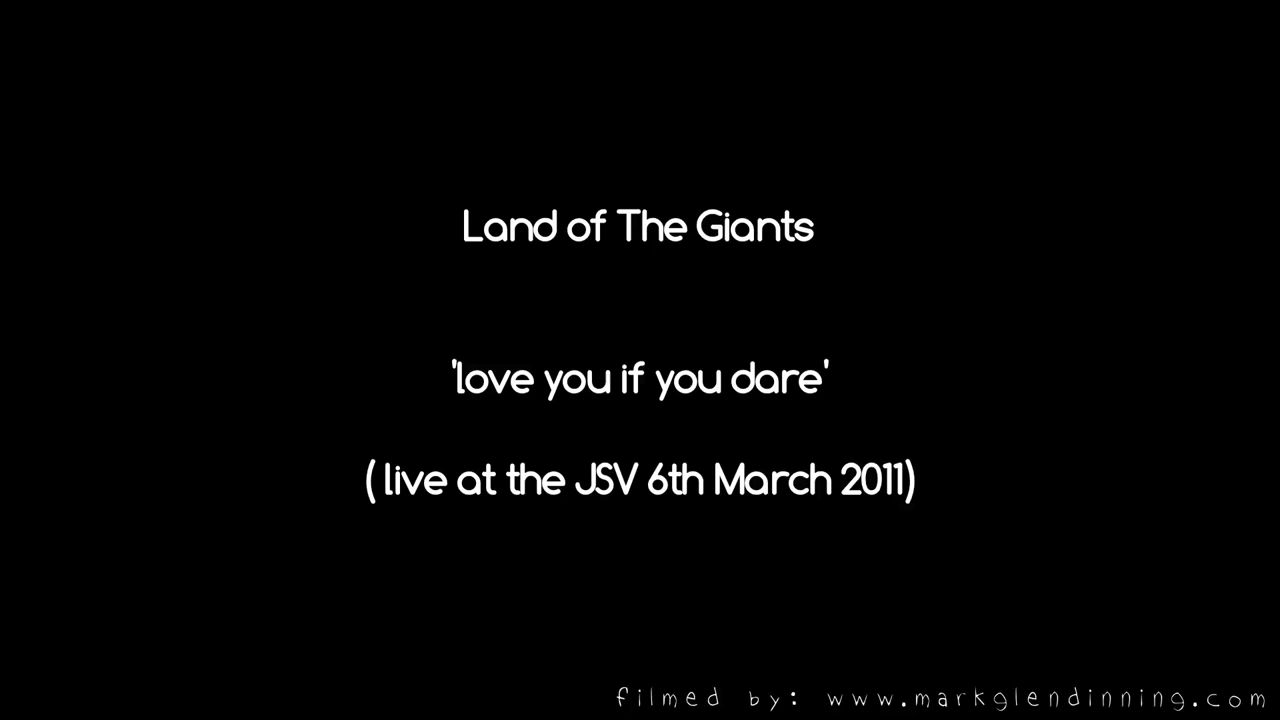 Land of The Giants
'love you if you dare'
( live at the JSV 6th March 2011)
filmed by: www.markglendinning.com